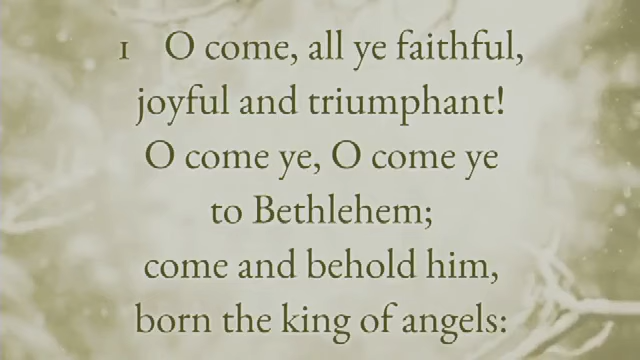 1 O come, all ye faithful,
joyful and triumphant!
O come ye, O come ye
to Bethlehem;
come and behold him,
born the king of angels: